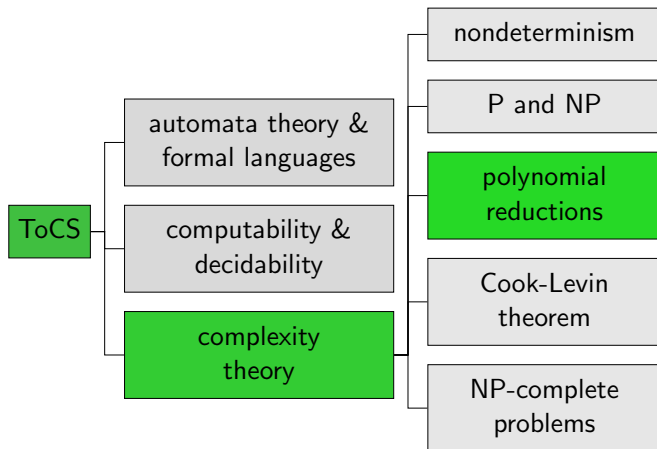 ToCS
automata theory &
formal languages
computability &
decidability
complexity
theory
nondeterminism
P and NP
polynomial
reductions
Cook-Levin
theorem
NP-complete
problems